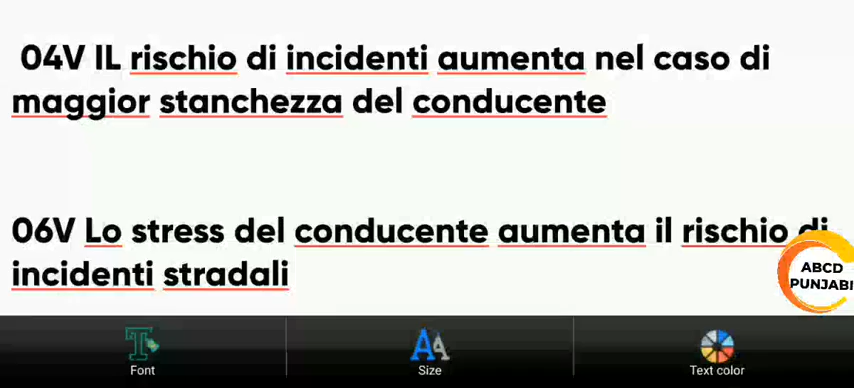 04V IL rischio di incidenti aumenta nel caso di
maggior stanchezza del conducente
06V Lo stress del conducente aumenta il rischio di
incidenti stradali
ABCD
PUNJABI
Font
Size
Text color